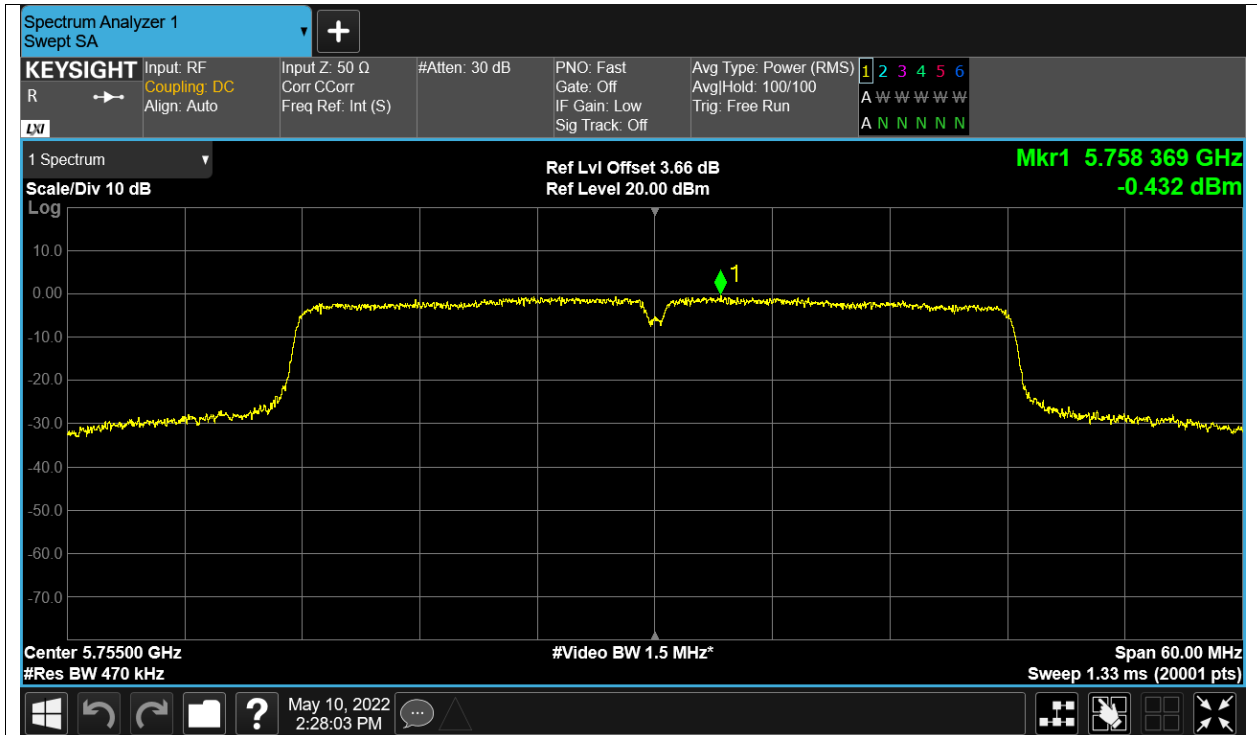 Spectrum Analyzer 1
Swept SA
KEYSIGHT
R
LXI
Input: RF
Coupling: DC
Align: Auto
Input Z: 50 Ω
Corr CCorr
Freq Ref: Int (S)
#Atten: 30 dB
PNO: Fast
Gate: Off
IF Gain: Low
Sig Track: Off
Avg Type: Power (RMS)
Avg|Hold: 100/100
Trig: Free Run
1 2 3 4 5 6
A W W W W W
A N N N N N
1 Spectrum
Scale/Div 10 dB
Log
Ref Lvl Offset 3.66 dB
Ref Level 20.00 dBm
Mkr1 5.758 369 GHz
-0.432 dBm
1
10.0
0.00
-10.0
-20.0
-30.0
-40.0
-50.0
-60.0
-70.0
Center 5.75500 GHz
#Res BW 470 kHz
#Video BW 1.5 MHz*
Span 60.00 MHz
Sweep 1.33 ms (20001 pts)
?
May 10, 2022
2:28:03 PM